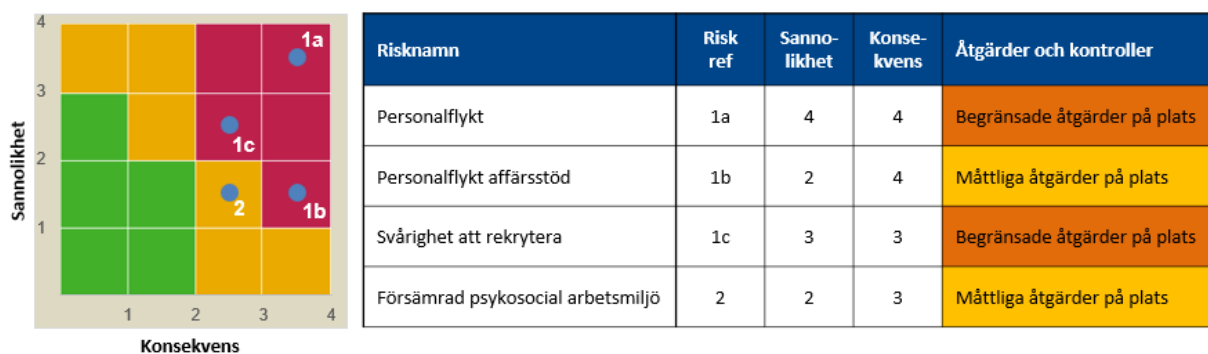 4
3
2
1
Sannolikhet
1a
1c
2
1b
1 2 3 4
Konsekvens
Risknamn Risk ref Sanno-likhet Konse-kvens Åtgärder och kontroller
Personalflykt 1a 4 4 Begränsade åtgärder på plats
Personalflykt affärsstöd 1b 2 4 Måttliga åtgärder på plats
Svårighet att rekrytera 1c 3 3 Begränsade åtgärder på plats
Försämrad psykosocial arbetsmiljö 2 2 3 Måttliga åtgärder på plats